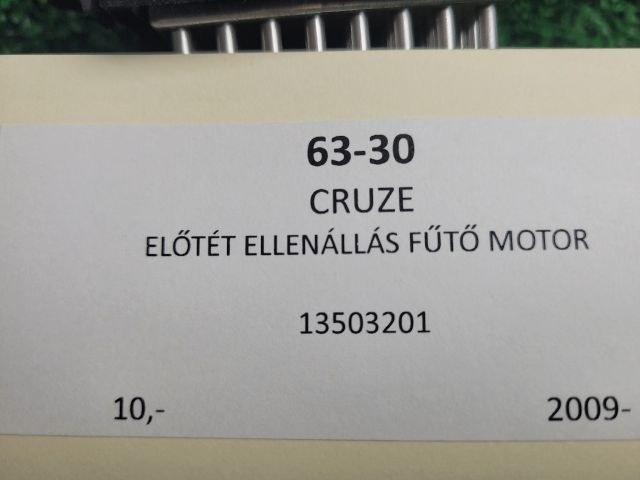 63-30
CRUZE
ELŐTÉT ELLENÁLLÁS FŰTŐ MOTOR
13503201
10,- 2009-